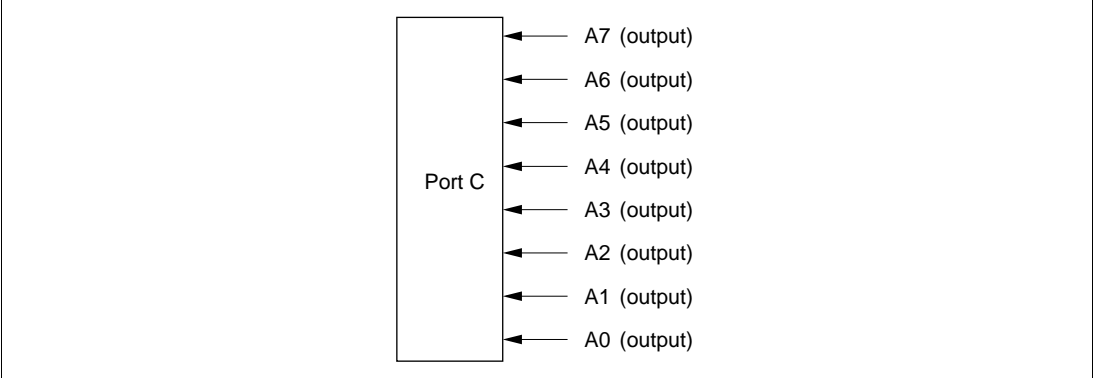 A7 (output)
A6 (output)
A5 (output)
A4 (output)
Port C
A3 (output)
A2 (output)
A1 (output)
A0 (output)